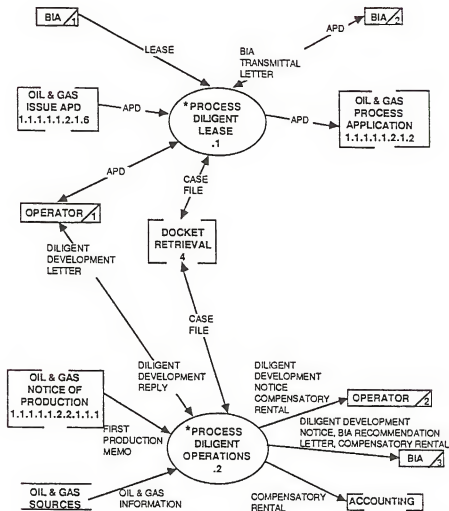 BIA 1
BIA 2
LEASE
APD
BIA
TRANSMITTAL
LETTER
OIL & GAS
ISSUE APD
1.1.1.1.1.2.1.6
APD
*PROCESS
DILIGENT
LEASE
.1
APD
OIL & GAS
PROCESS
APPLICATION
1.1.1.1.1.2.1.2
APD
CASE
FILE
OPERATOR 1
DOCKET
RETRIEVAL
4
DILIGENT
DEVELOPMENT
LETTER
CASE
FILE
DILIGENT
DEVELOPMENT
REPLY
DILIGENT
DEVELOPMENT
NOTICE
COMPENSATORY
RENTAL
OIL & GAS
NOTICE OF
PRODUCTION
1.1.1.1.1.2.2.1.1.1
OPERATOR 2
FIRST
PRODUCTION
MEMO
*PROCESS
DILIGENT
OPERATIONS
.2
DILIGENT DEVELOPMENT
NOTICE, BIA RECOMMENDATION
LETTER, COMPENSATORY RENTAL
BIA 3
OIL & GAS
SOURCES
OIL & GAS
INFORMATION
COMPENSATORY
RENTAL
ACCOUNTING